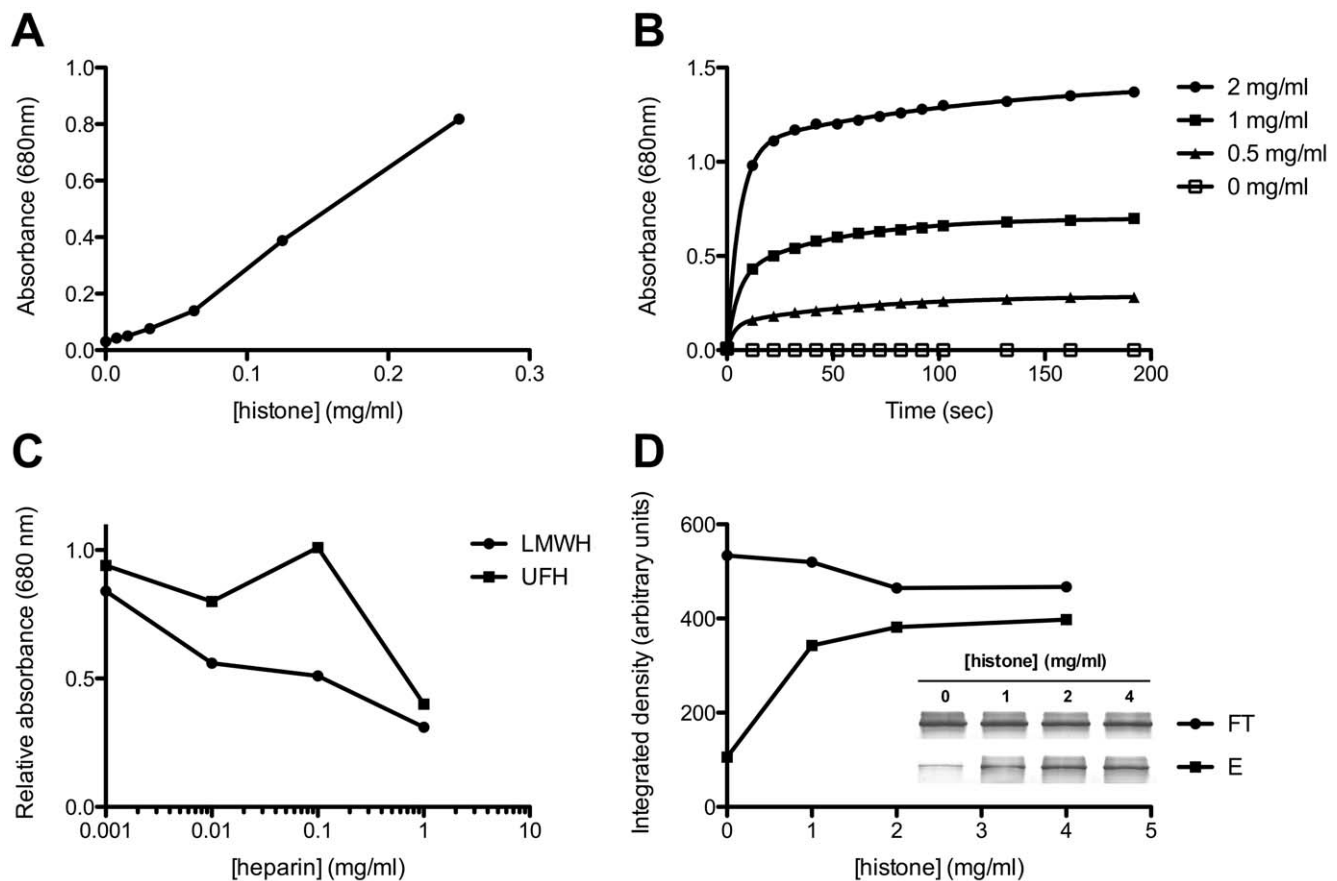 A
Absorbance (680nm)
1.0
0.8
0.6
0.4
0.2
0.0
0.0 0.1 0.2 0.3
[histone] (mg/ml)
B
Absorbance (680nm)
1.5
1.0
0.5
0.0
0 50 100 150 200
Time (sec)
2 mg/ml
1 mg/ml
0.5 mg/ml
0 mg/ml
C
Relative absorbance (680 nm)
1.0
0.5
0.0
0.001 0.01 0.1 1 10
[heparin] (mg/ml)
LMWH
UFH
D
Integrated density (arbitrary units)
600
400
200
0
0 1 2 3 4 5
[histone] (mg/ml)
[histone] (mg/ml)
0 1 2 4
FT
E